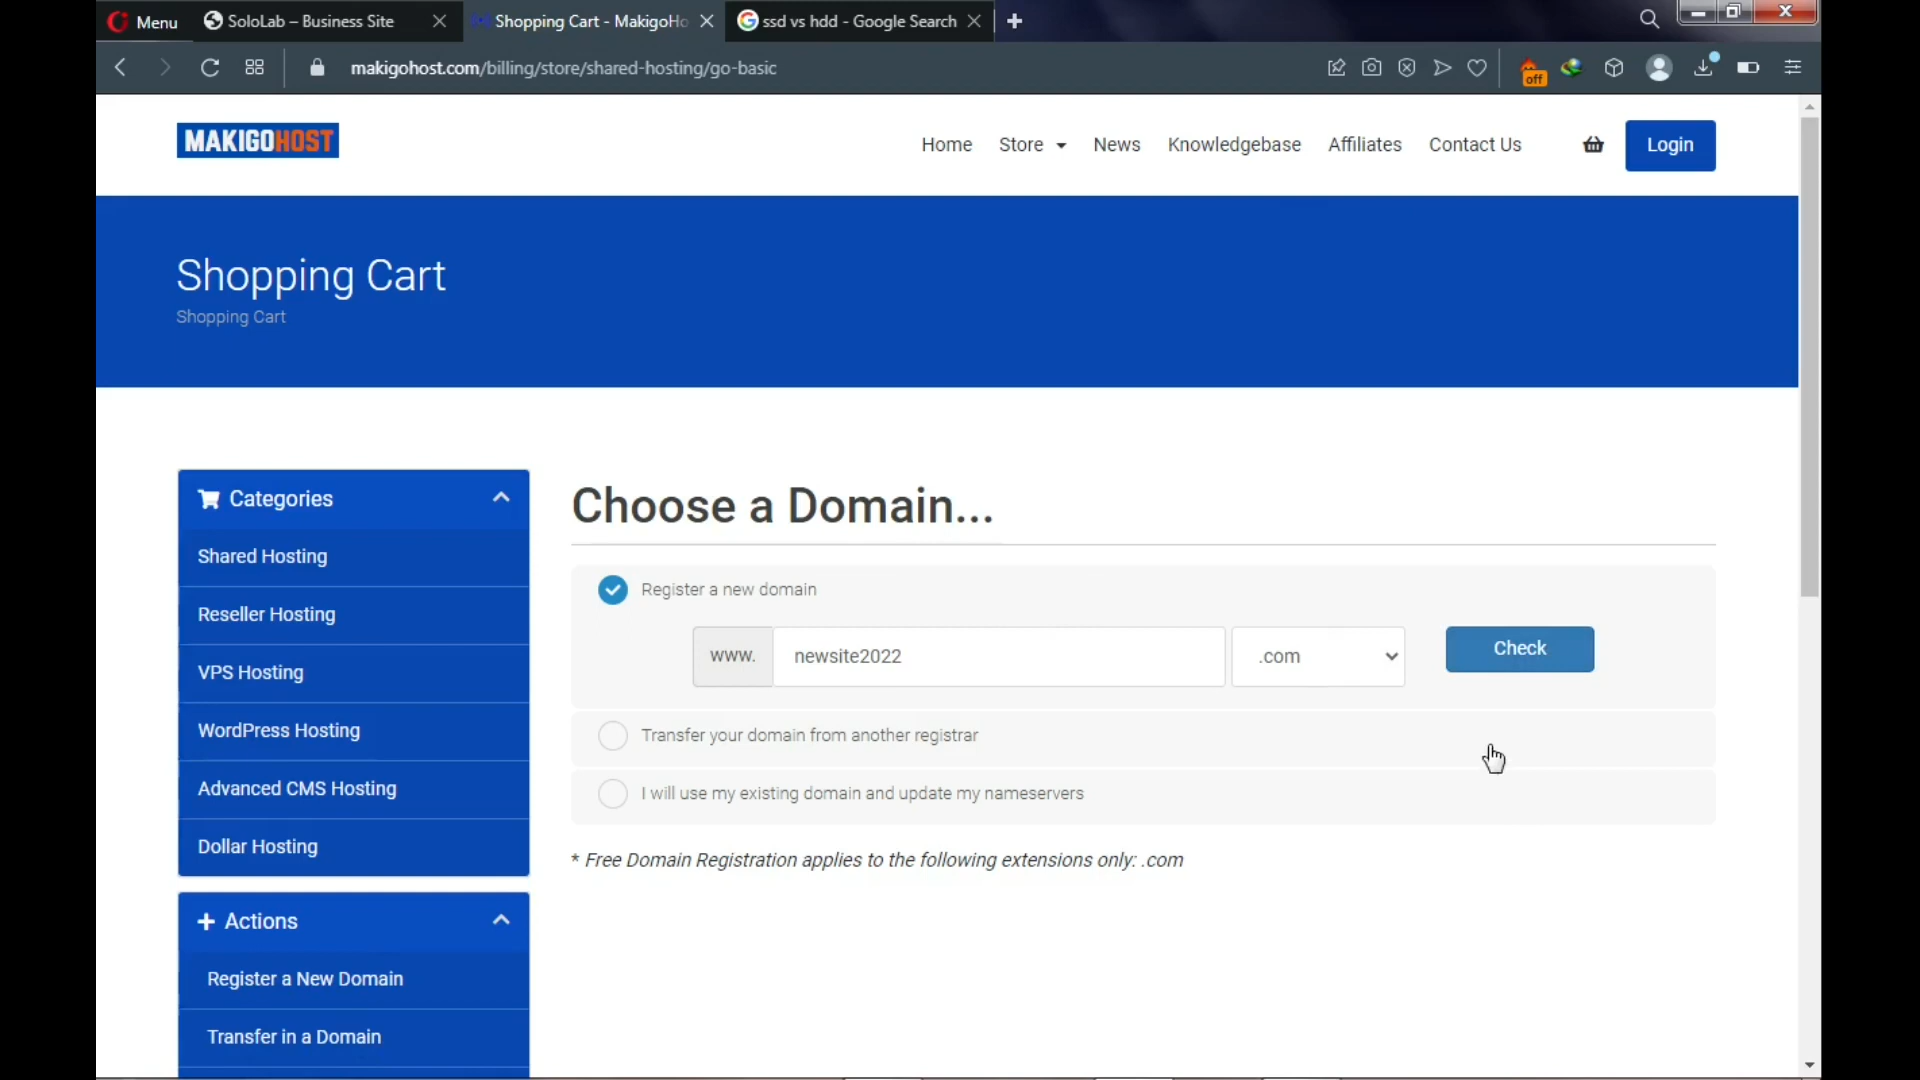 Menu
SoloLab – Business Site
Shopping Cart - MakigoHo
ssd vs hdd - Google Search
makigohost.com/billing/store/shared-hosting/go-basic
off
MAKIGOHOST
Home
Store
News
Knowledgebase
Affiliates
Contact Us
Login
Shopping Cart
Shopping Cart
Categories
Shared Hosting
Reseller Hosting
VPS Hosting
WordPress Hosting
Advanced CMS Hosting
Dollar Hosting
Actions
Register a New Domain
Transfer in a Domain
Choose a Domain...
Register a new domain
www.
newsite2022
.com
Check
Transfer your domain from another registrar
I will use my existing domain and update my nameservers
* Free Domain Registration applies to the following extensions only: .com